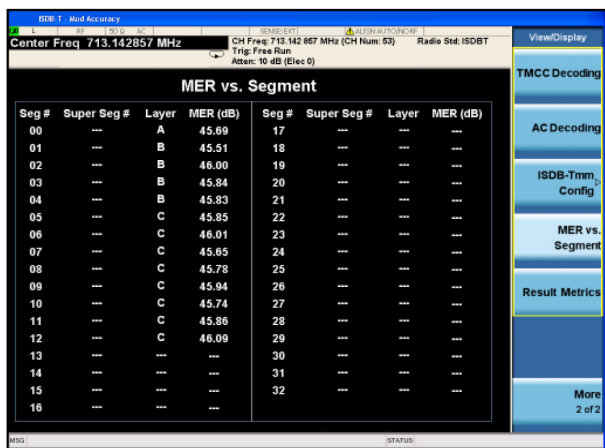 ISDB-T - Mod Accuracy
L RF 50 Ω AC SENSE:EXT ALIGN AUTO/NO RF
Center Freq 713.142857 MHz
CH Freq: 713.142 857 MHz (CH Num: 53) Radio Std: ISDBT
Trig: Free Run
Atten: 10 dB (Elec 0)
View/Display
MER vs. Segment
Seg # Super Seg # Layer MER (dB) Seg # Super Seg # Layer MER (dB)
00 --- A 45.69 17 --- --- ---
01 --- B 45.51 18 --- --- ---
02 --- B 46.00 19 --- --- ---
03 --- B 45.84 20 --- --- ---
04 --- B 45.83 21 --- --- ---
05 --- C 45.85 22 --- --- ---
06 --- C 46.01 23 --- --- ---
07 --- C 45.65 24 --- --- ---
08 --- C 45.78 25 --- --- ---
09 --- C 45.94 26 --- --- ---
10 --- C 45.74 27 --- --- ---
11 --- C 45.86 28 --- --- ---
12 --- C 46.09 29 --- --- ---
13 --- --- --- 30 --- --- ---
14 --- --- --- 31 --- --- ---
15 --- --- --- 32 --- --- ---
16 --- --- ---
TMCC Decoding
AC Decoding
ISDB-Tmm
Config
MER vs.
Segment
Result Metrics
More
2 of 2
MSG STATUS